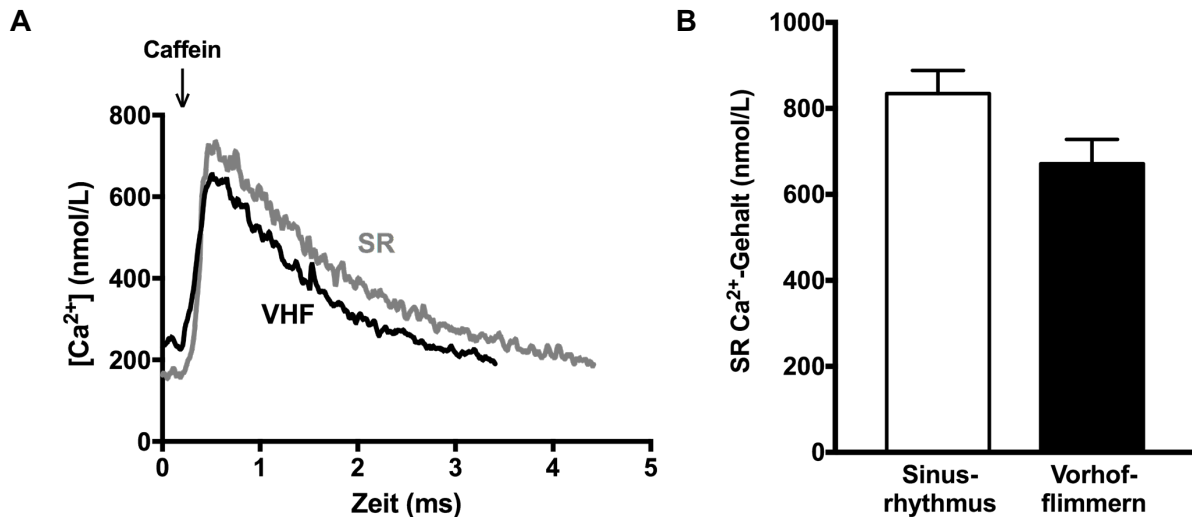 A
Caffein
[Ca²⁺] (nmol/L)
800
600
400
200
0
SR
VHF
0 1 2 3 4 5
Zeit (ms)
B
SR Ca²⁺-Gehalt (nmol/L)
1000
800
600
400
200
0
Sinus-
rhythmus
Vorhof-
flimmern